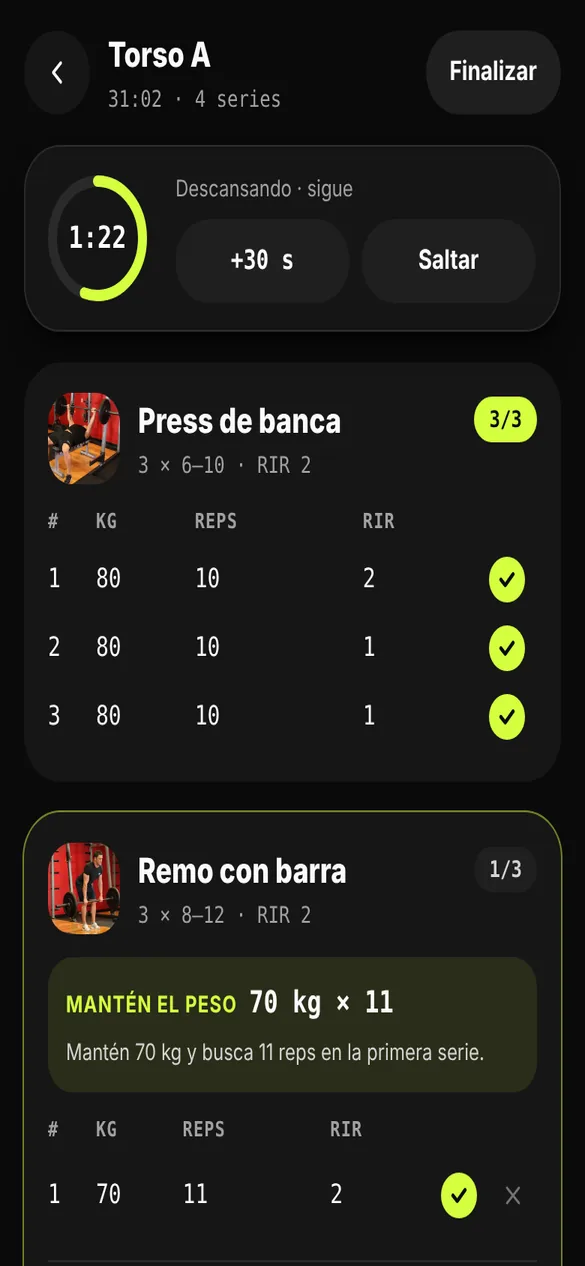 Torso A
31:02 · 4 series
Finalizar
1:22
Descansando · sigue
+30 s
Saltar
Press de banca
3 × 6–10 · RIR 2
3/3
# KG REPS RIR
1 80 10 2
2 80 10 1
3 80 10 1
Remo con barra
3 × 8–12 · RIR 2
1/3
MANTÉN EL PESO 70 kg × 11
Mantén 70 kg y busca 11 reps en la primera serie.
# KG REPS RIR
1 70 11 2